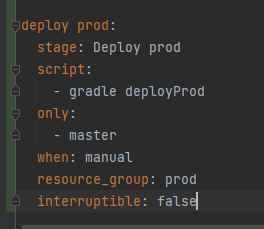 deploy prod:
  stage: Deploy prod
  script:
    - gradle deployProd
  only:
    - master
  when: manual
  resource_group: prod
  interruptible: false